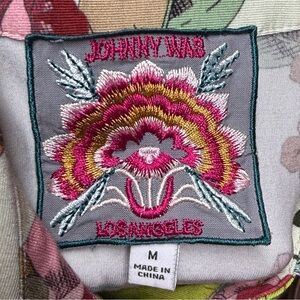 JOHNNY WAS
LOS ANGELES
M
MADE IN
CHINA